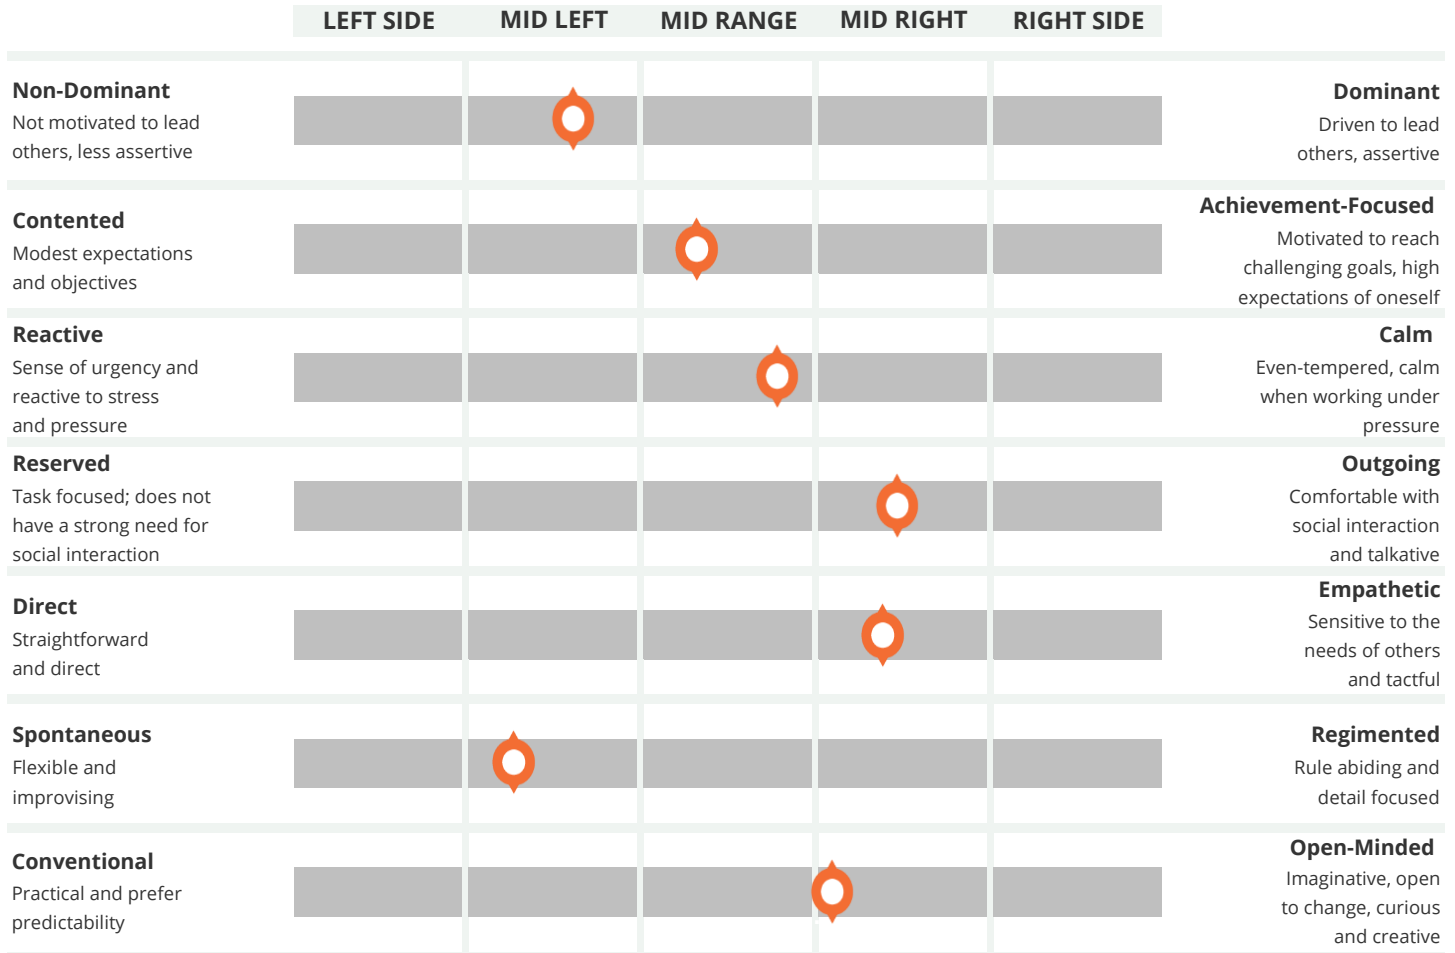 LEFT SIDE MID LEFT MID RANGE MID RIGHT RIGHT SIDE
Non-Dominant
Not motivated to lead
others, less assertive
Dominant
Driven to lead
others, assertive
Contented
Modest expectations
and objectives
Achievement-Focused
Motivated to reach
challenging goals, high
expectations of oneself
Reactive
Sense of urgency and
reactive to stress
and pressure
Calm
Even-tempered, calm
when working under
pressure
Reserved
Task focused; does not
have a strong need for
social interaction
Outgoing
Comfortable with
social interaction
and talkative
Direct
Straightforward
and direct
Empathetic
Sensitive to the
needs of others
and tactful
Spontaneous
Flexible and
improvising
Regimented
Rule abiding and
detail focused
Conventional
Practical and prefer
predictability
Open-Minded
Imaginative, open
to change, curious
and creative